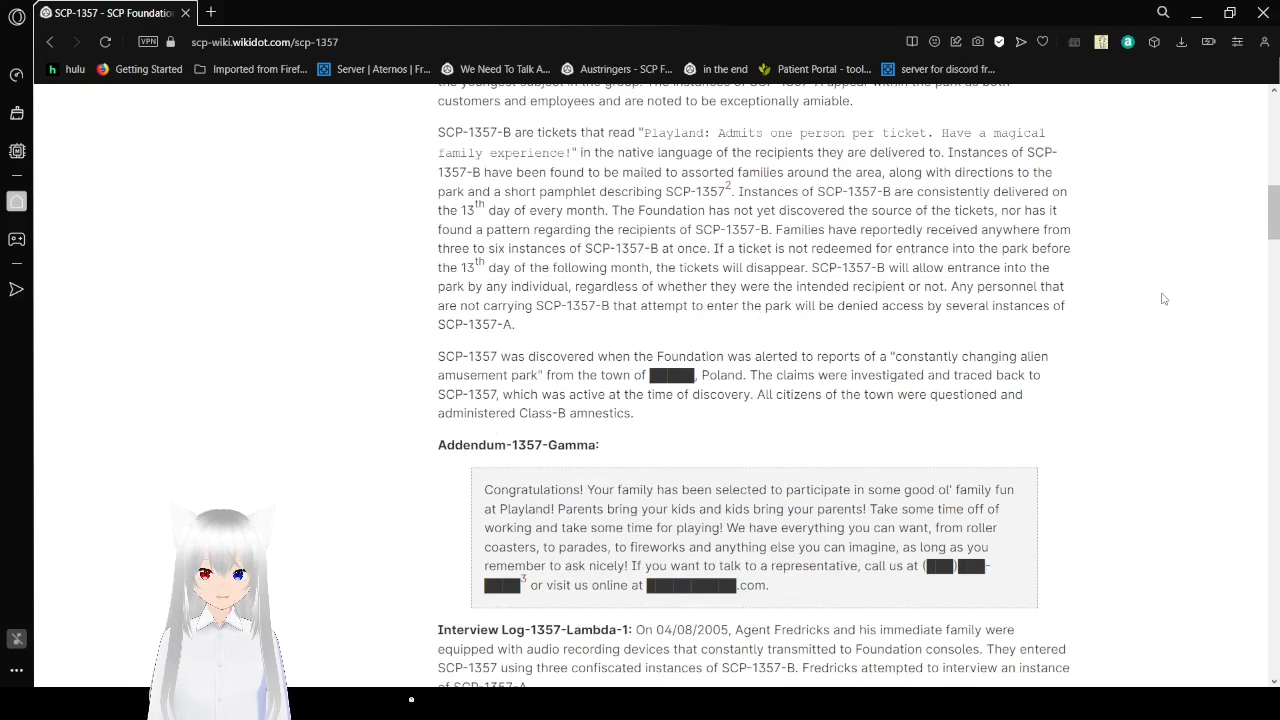 SCP-1357 - SCP Foundatio
scp-wiki.wikidot.com/scp-1357
VPN
hulu
Getting Started
Imported from Firef...
Server | Aternos | Fr...
We Need To Talk A...
Austringers - SCP F...
in the end
Patient Portal - tool...
server for discord fr...
customers and employees and are noted to be exceptionally amiable.
SCP-1357-B are tickets that read "Playland: Admits one person per ticket. Have a magical
family experience!" in the native language of the recipients they are delivered to. Instances of SCP-
1357-B have been found to be mailed to assorted families around the area, along with directions to the
park and a short pamphlet describing SCP-1357². Instances of SCP-1357-B are consistently delivered on
the 13th day of every month. The Foundation has not yet discovered the source of the tickets, nor has it
found a pattern regarding the recipients of SCP-1357-B. Families have reportedly received anywhere from
three to six instances of SCP-1357-B at once. If a ticket is not redeemed for entrance into the park before
the 13th day of the following month, the tickets will disappear. SCP-1357-B will allow entrance into the
park by any individual, regardless of whether they were the intended recipient or not. Any personnel that
are not carrying SCP-1357-B that attempt to enter the park will be denied access by several instances of
SCP-1357-A.
SCP-1357 was discovered when the Foundation was alerted to reports of a "constantly changing alien
amusement park" from the town of █████, Poland. The claims were investigated and traced back to
SCP-1357, which was active at the time of discovery. All citizens of the town were questioned and
administered Class-B amnestics.
Addendum-1357-Gamma:
Congratulations! Your family has been selected to participate in some good ol' family fun
at Playland! Parents bring your kids and kids bring your parents! Take some time off of
working and take some time for playing! We have everything you can want, from roller
coasters, to parades, to fireworks and anything else you can imagine, as long as you
remember to ask nicely! If you want to talk to a representative, call us at (███)███-
████³ or visit us online at ██████████.com.
Interview Log-1357-Lambda-1: On 04/08/2005, Agent Fredricks and his immediate family were
equipped with audio recording devices that constantly transmitted to Foundation consoles. They entered
SCP-1357 using three confiscated instances of SCP-1357-B. Fredricks attempted to interview an instance
of SCP-1357-A